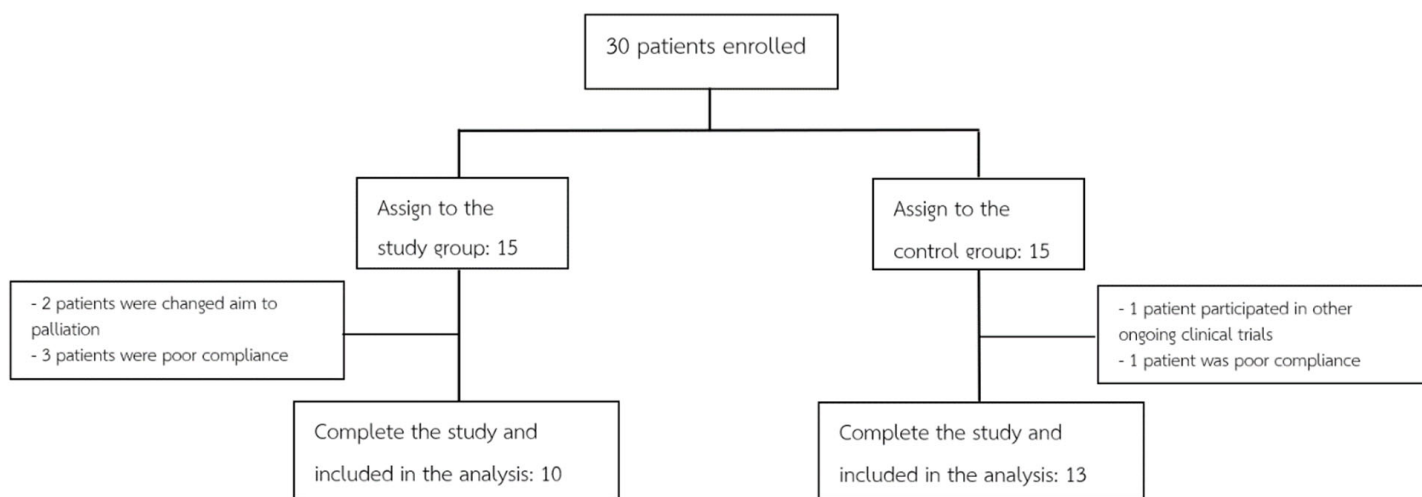 30 patients enrolled
Assign to the
study group: 15
Assign to the
control group: 15
- 2 patients were changed aim to
palliation
- 3 patients were poor compliance
- 1 patient participated in other
ongoing clinical trials
- 1 patient was poor compliance
Complete the study and
included in the analysis: 10
Complete the study and
included in the analysis: 13